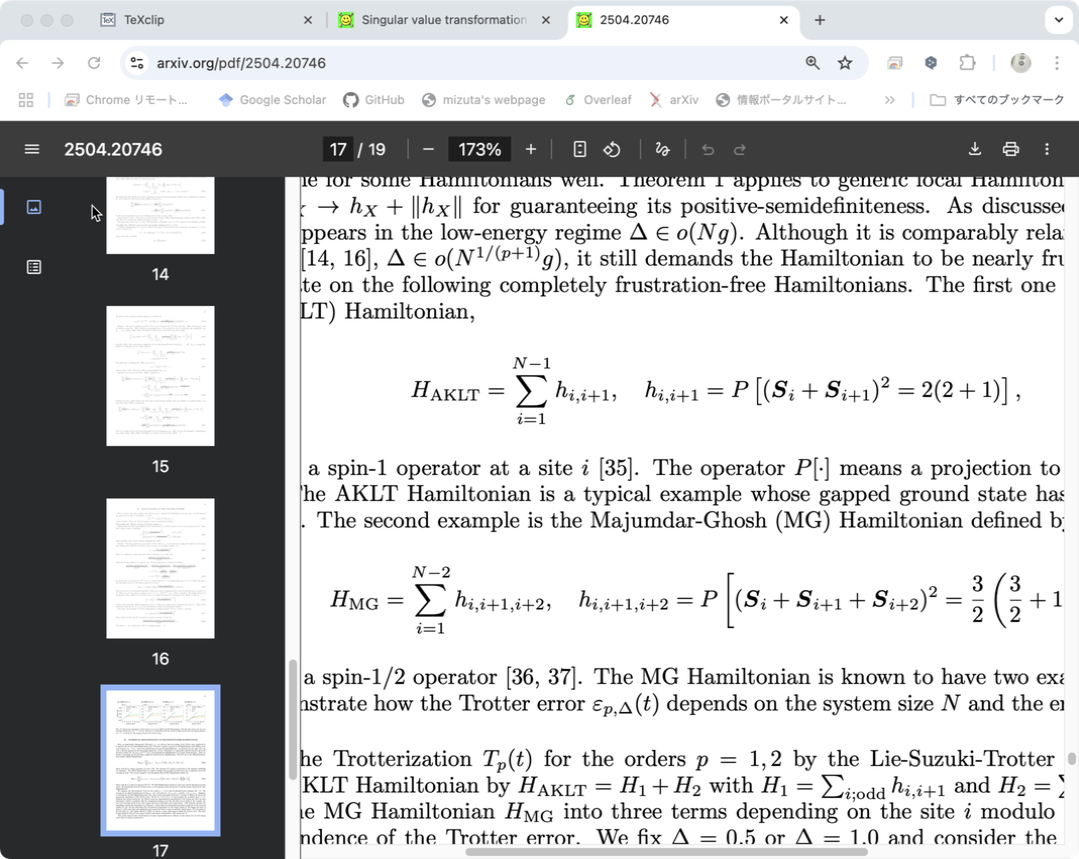 TeXclip
Singular value transformation
2504.20746
arxiv.org/pdf/2504.20746
Chrome リモート...
Google Scholar
GitHub
mizuta's webpage
Overleaf
arXiv
情報ポータルサイト...
すべてのブックマーク
2504.20746
17 / 19
173%
14
15
16
17
le for some Hamiltonians well. Theorem 1 applies to generic local Hamilton
→ h_X + ‖h_X‖ for guaranteeing its positive-semidefiniteness. As discusse
ppears in the low-energy regime Δ ∈ o(Ng). Although it is comparably rela
[14, 16], Δ ∈ o(N^{1/(p+1)}g), it still demands the Hamiltonian to be nearly fru
te on the following completely frustration-free Hamiltonians. The first one
LT) Hamiltonian,
H_AKLT = ∑_{i=1}^{N−1} h_{i,i+1}, h_{i,i+1} = P [(S_i + S_{i+1})^2 = 2(2 + 1)] ,
a spin-1 operator at a site i [35]. The operator P[·] means a projection to
he AKLT Hamiltonian is a typical example whose gapped ground state has
. The second example is the Majumdar-Ghosh (MG) Hamiltonian defined by
H_MG = ∑_{i=1}^{N−2} h_{i,i+1,i+2}, h_{i,i+1,i+2} = P [(S_i + S_{i+1} + S_{i+2})^2 = 3/2 (3/2 + 1
a spin-1/2 operator [36, 37]. The MG Hamiltonian is known to have two exa
nstrate how the Trotter error ε_{p,Δ}(t) depends on the system size N and the en
he Trotterization T_p(t) for the orders p = 1, 2 by the Lie-Suzuki-Trotter
KLT Hamiltonian by H_AKLT = H_1 + H_2 with H_1 = ∑_{i;odd} h_{i,i+1} and H_2 = ∑
e MG Hamiltonian H_MG into three terms depending on the site i modulo
ndence of the Trotter error. We fix Δ = 0.5 or Δ = 1.0 and consider the